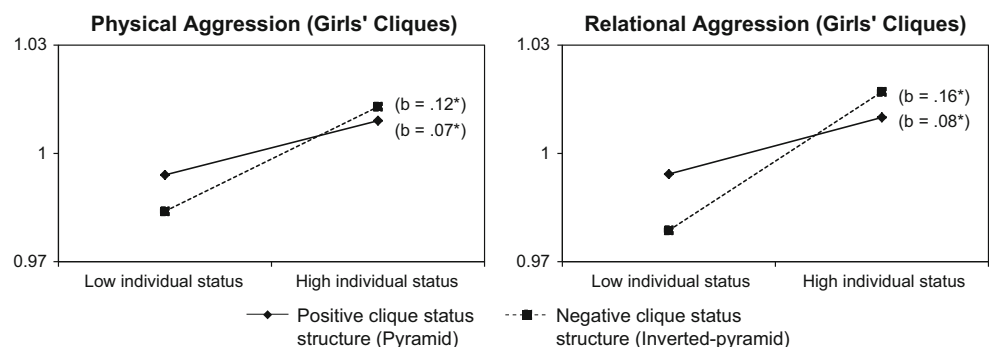 Physical Aggression (Girls' Cliques)
1.03
1
0.97
(b = .12*)
(b = .07*)
Low individual status
High individual status
Relational Aggression (Girls' Cliques)
1.03
1
0.97
(b = .16*)
(b = .08*)
Low individual status
High individual status
Positive clique status
structure (Pyramid)
Negative clique status
structure (Inverted-pyramid)